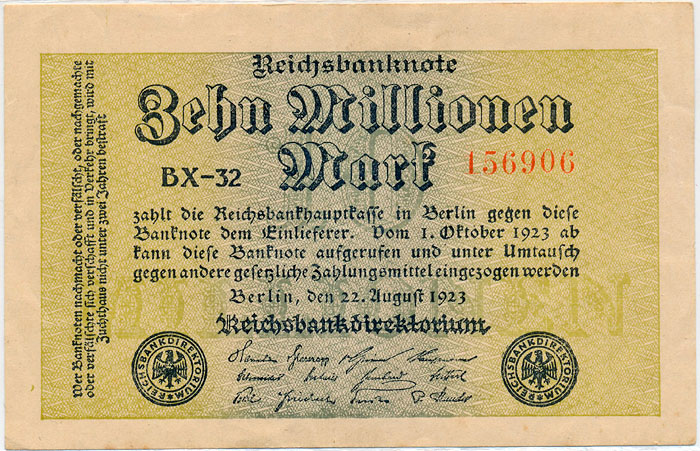 Reichsbanknote
Zehn Millionen
Mark
BX-32
156906
zahlt die Reichsbankhauptkasse in Berlin gegen diese
Banknote dem Einlieferer. Vom 1. Oktober 1923 ab
kann diese Banknote aufgerufen und unter Umtausch
gegen andere gesetzliche Zahlungsmittel eingezogen werden
Berlin, den 22. August 1923
Reichsbankdirektorium
REICHSBANKDIREKTORIUM
REICHSBANKDIREKTORIUM
Wer Banknoten nachmacht oder verfälscht, oder nachgemachte
oder verfälschte sich verschafft und in Verkehr bringt, wird mit
Zuchthaus nicht unter zwei Jahren bestraft